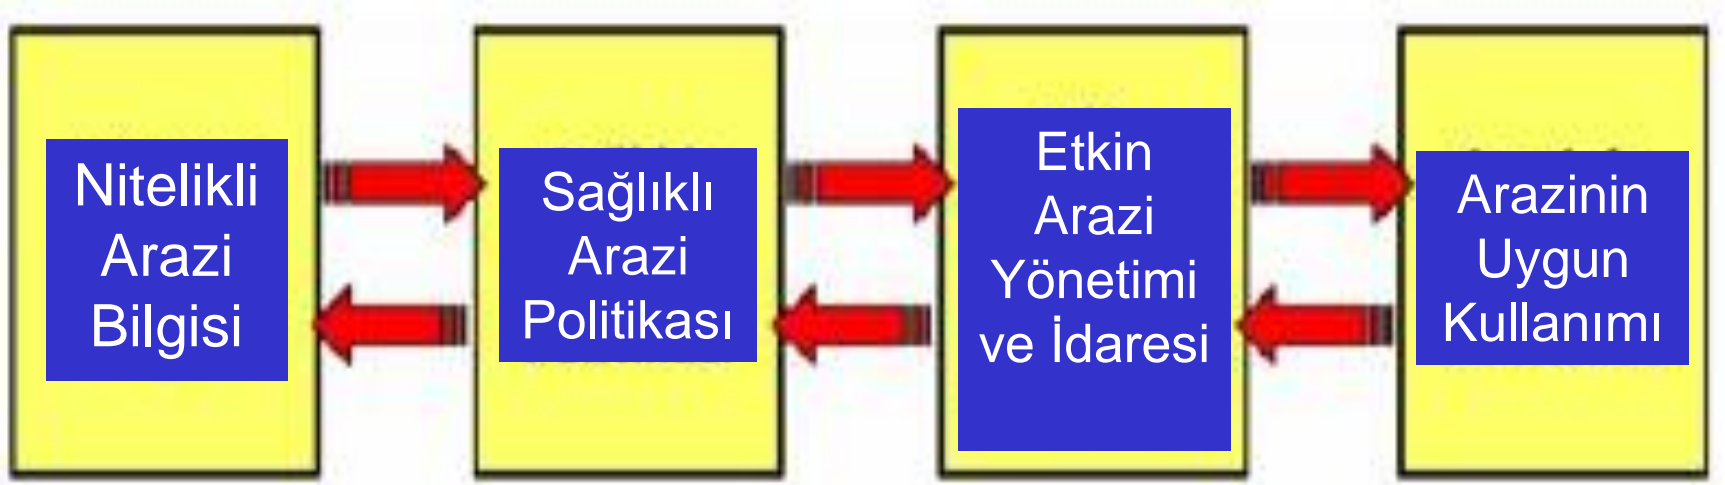 Nitelikli
Arazi
Bilgisi
Sağlıklı
Arazi
Politikası
Etkin
Arazi
Yönetimi
ve İdaresi
Arazinin
Uygun
Kullanımı